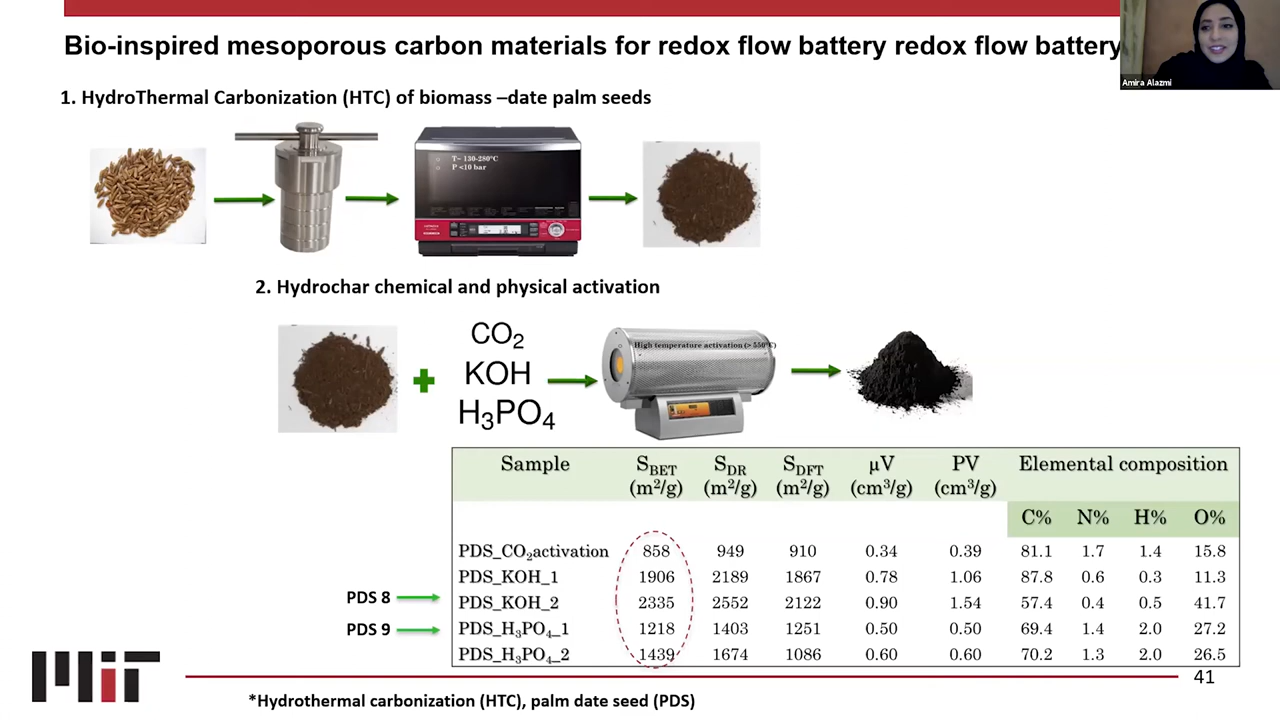 Bio-inspired mesoporous carbon materials for redox flow battery redox flow battery
Amira Alazmi
1. HydroThermal Carbonization (HTC) of biomass –date palm seeds
T~ 130-280°C
P <10 bar
2. Hydrochar chemical and physical activation
CO2
KOH
H3PO4
High temperature activation (> 550°C)
Sample SBET (m²/g) SDR (m²/g) SDFT (m²/g) µV (cm³/g) PV (cm³/g) Elemental composition
C% N% H% O%
PDS_CO2activation 858 949 910 0.34 0.39 81.1 1.7 1.4 15.8
PDS_KOH_1 1906 2189 1867 0.78 1.06 87.8 0.6 0.3 11.3
PDS 8 PDS_KOH_2 2335 2552 2122 0.90 1.54 57.4 0.4 0.5 41.7
PDS 9 PDS_H3PO4_1 1218 1403 1251 0.50 0.50 69.4 1.4 2.0 27.2
PDS_H3PO4_2 1439 1674 1086 0.60 0.60 70.2 1.3 2.0 26.5
MIT
41
*Hydrothermal carbonization (HTC), palm date seed (PDS)